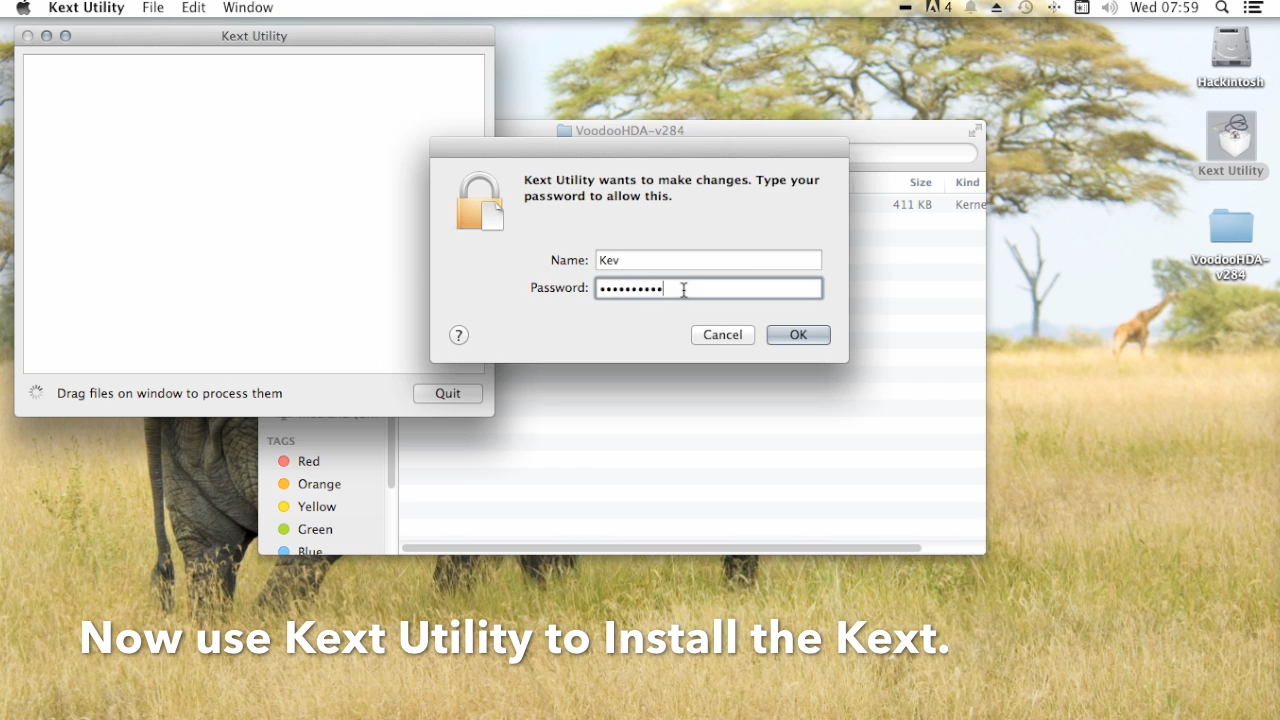 Kext Utility File Edit Window
4 Wed 07:59
Kext Utility
VoodooHDA-v284
Size Kind
411 KB Kerne
Kext Utility wants to make changes. Type your
password to allow this.
Name: Kev
Password: ••••••••••
? Cancel OK
Drag files on window to process them Quit
TAGS
Red
Orange
Yellow
Green
Blue
Hackintosh
Kext Utility
VoodooHDA-
v284
Now use Kext Utility to Install the Kext.